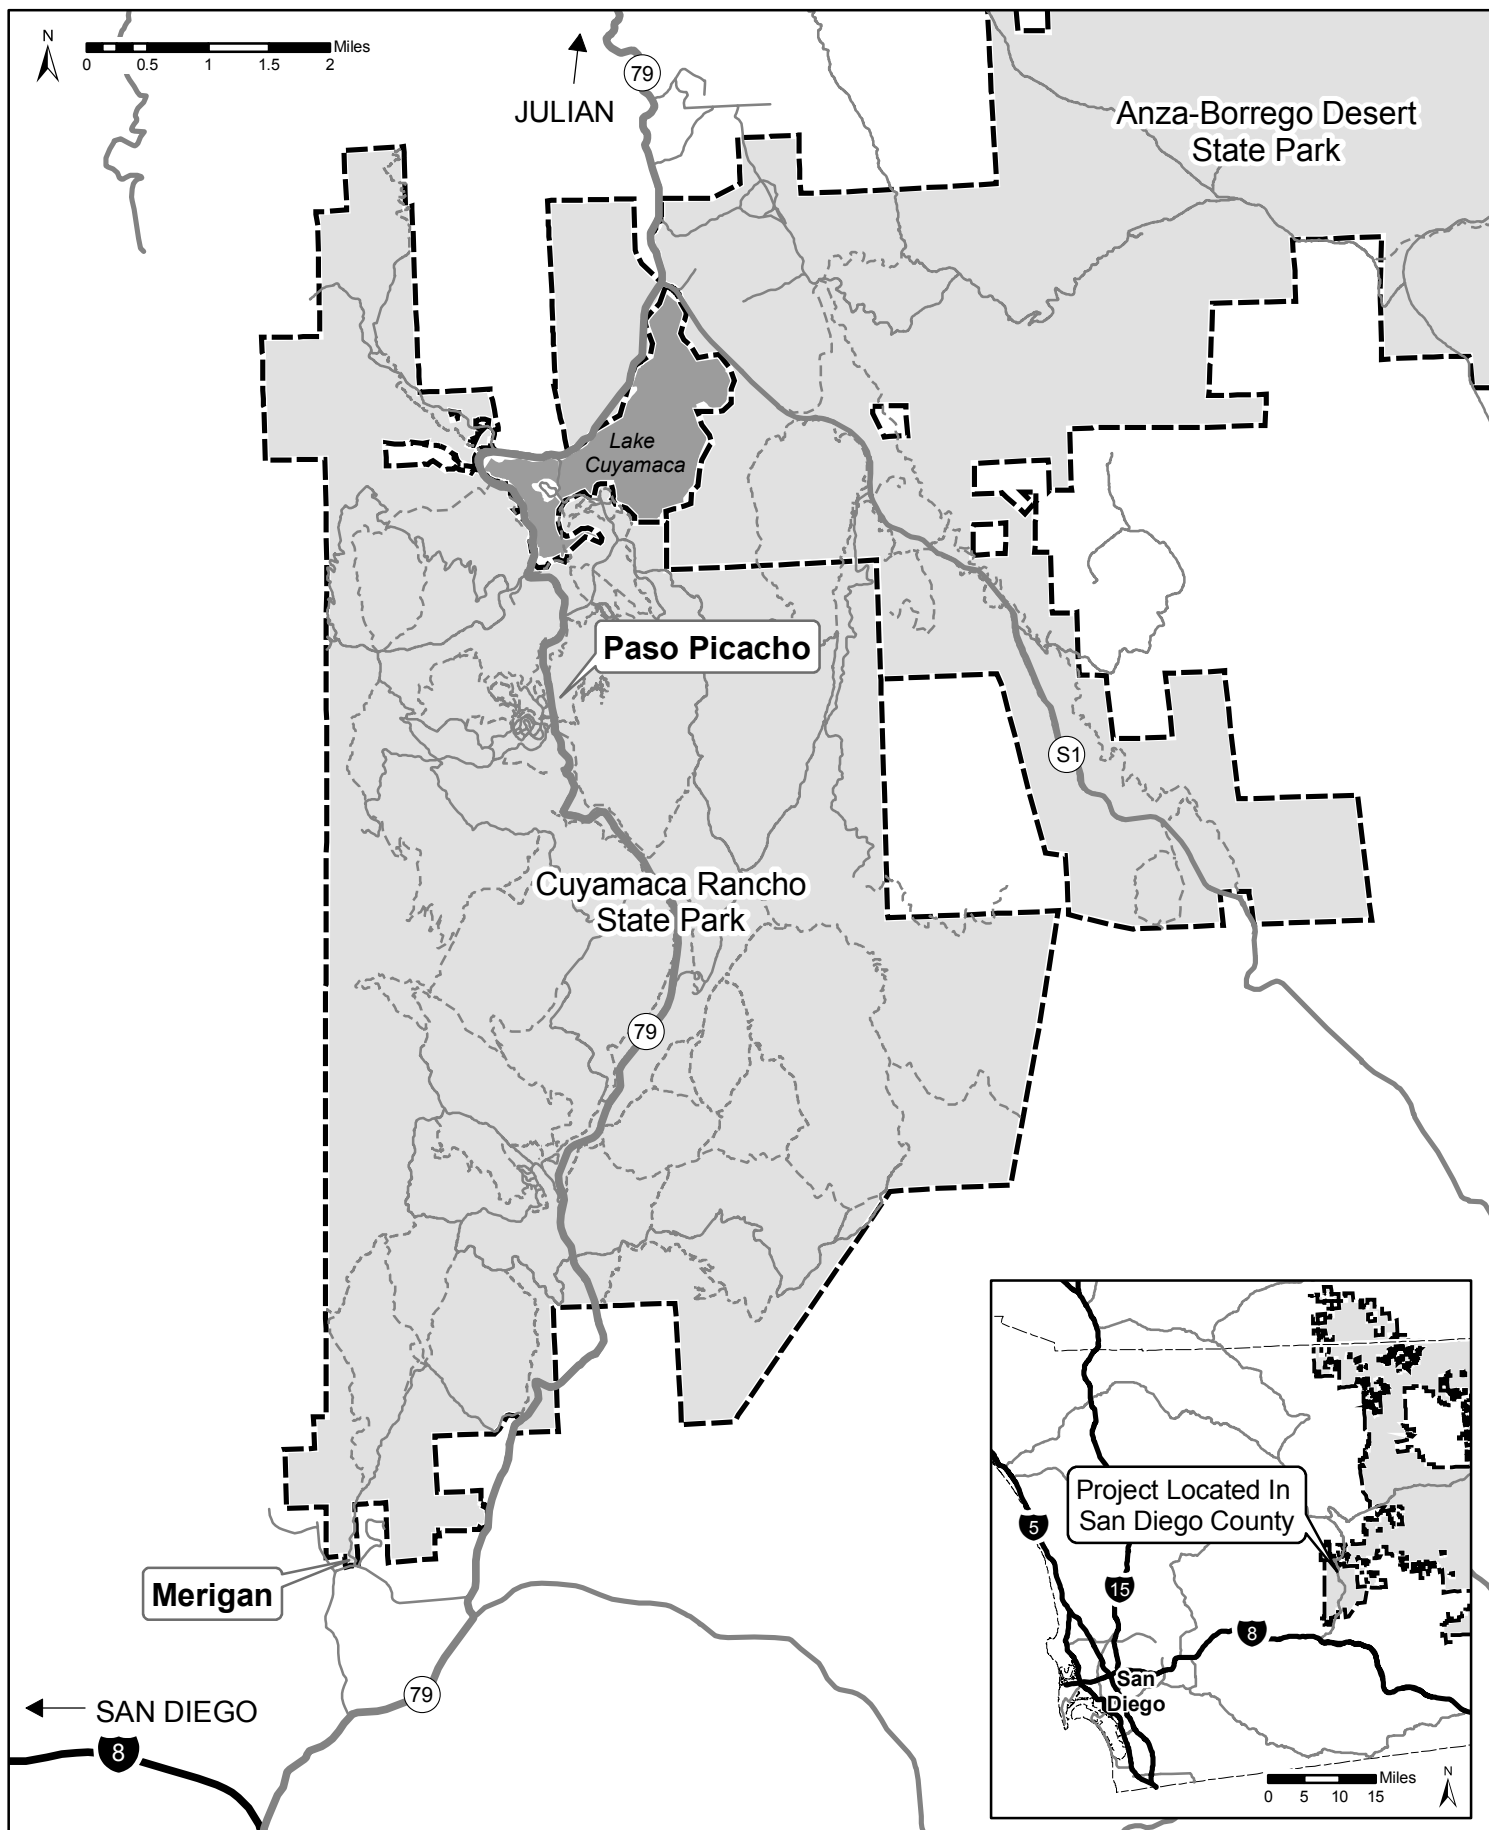 N
Miles
0 0.5 1 1.5 2
79
JULIAN
Anza-Borrego Desert
State Park
Lake
Cuyamaca
Paso Picacho
S1
Cuyamaca Rancho
State Park
79
Merigan
79
SAN DIEGO
8
Project Located In
San Diego County
5
15
8
San
Diego
Miles
0 5 10 15
N